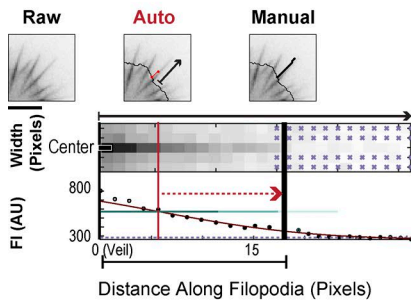 Raw Auto Manual
Width
(Pixels)
Center
FI (AU)
800
300
0 (Veil) 15
Distance Along Filopodia (Pixels)